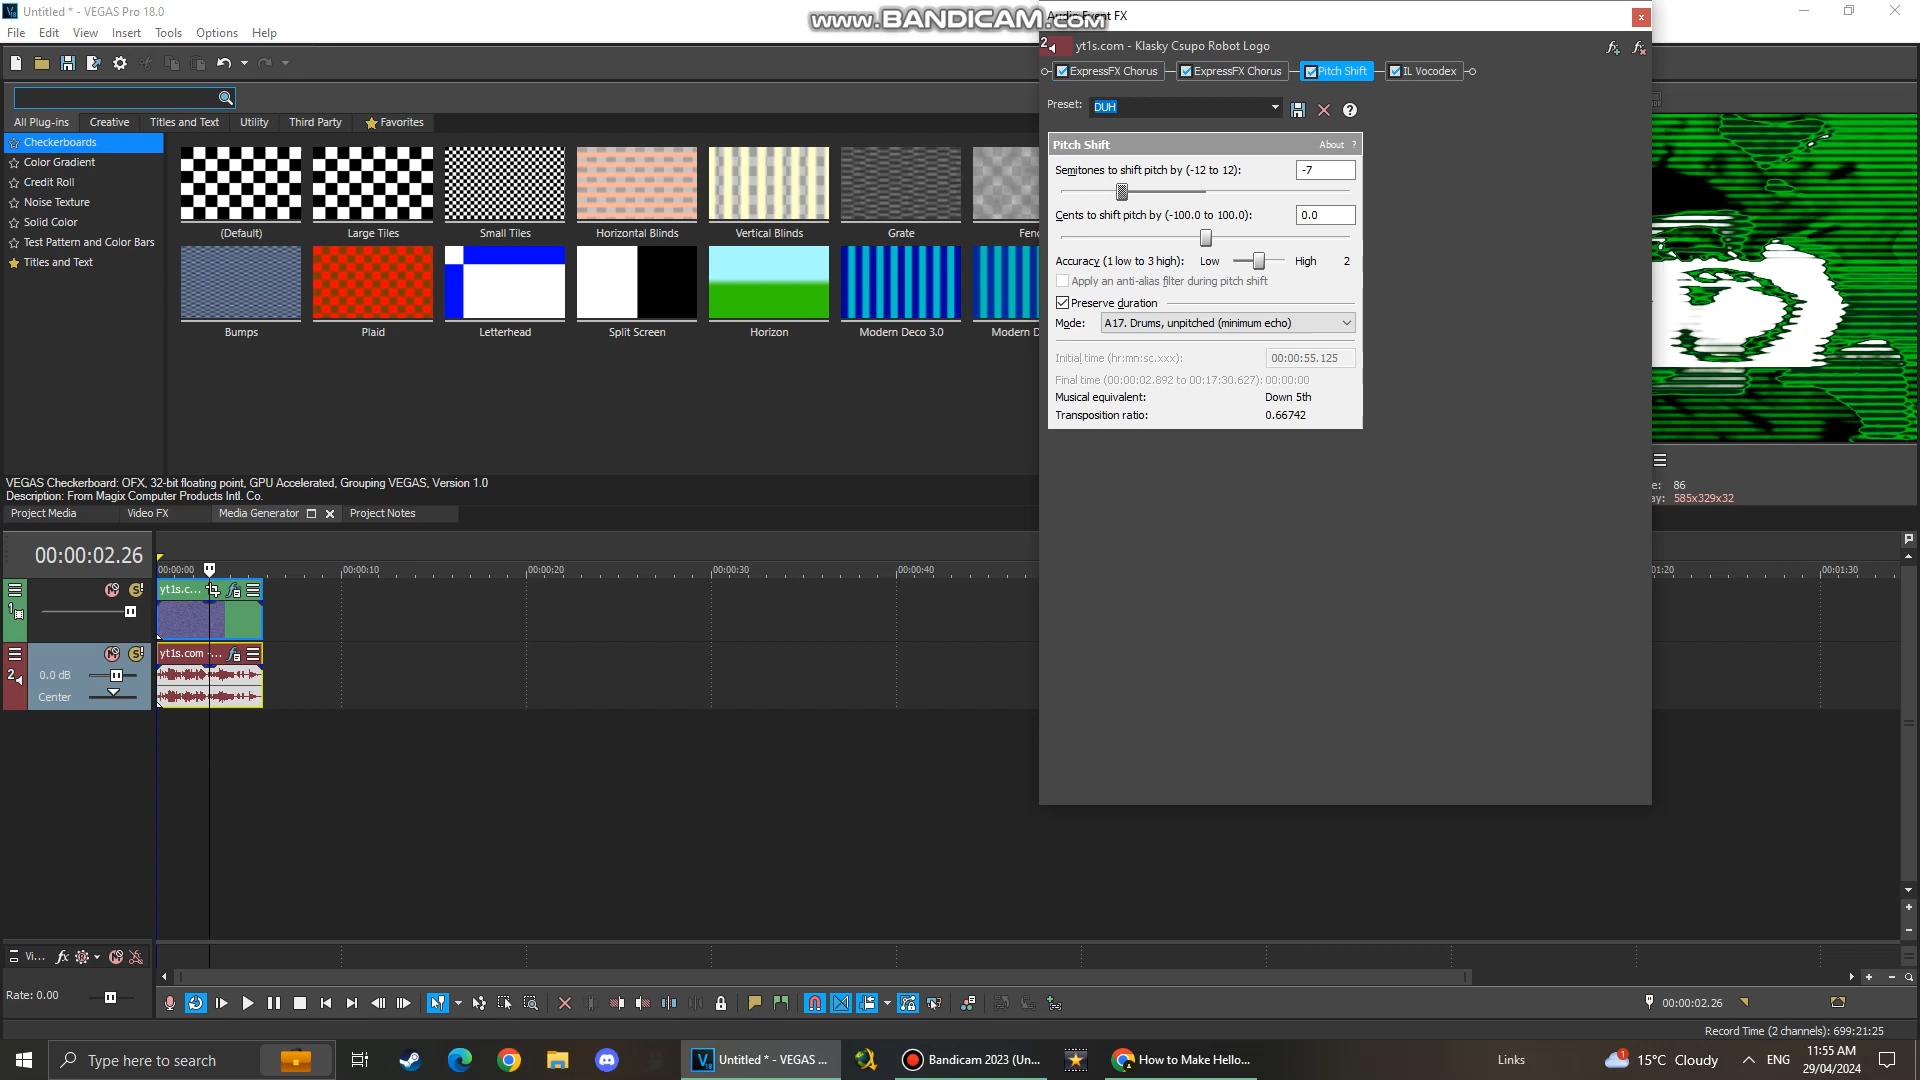 Untitled * - VEGAS Pro 18.0
www.BANDICAM.com
File Edit View Insert Tools Options Help
yt1s.com - Klasky Csupo Robot Logo
ExpressFX Chorus ExpressFX Chorus Pitch Shift IL Vocodex
Preset: DUH
All Plug-ins Creative Titles and Text Utility Third Party Favorites
Checkerboards
Color Gradient
Credit Roll
Noise Texture
Solid Color
Test Pattern and Color Bars
Titles and Text
(Default) Large Tiles Small Tiles Horizontal Blinds Vertical Blinds Grate
Bumps Plaid Letterhead Split Screen Horizon Modern Deco 3.0
Pitch Shift About ?
Semitones to shift pitch by (-12 to 12): -7
Cents to shift pitch by (-100.0 to 100.0): 0.0
Accuracy (1 low to 3 high): Low High 2
Apply an anti-alias filter during pitch shift
Preserve duration
Mode: A17. Drums, unpitched (minimum echo)
Initial time (hr:mn:sc.xxx): 00:00:55.125
Final time (00:00:02.892 to 00:17:30.627): 00:00:00
Musical equivalent: Down 5th
Transposition ratio: 0.66742
VEGAS Checkerboard: OFX, 32-bit floating point, GPU Accelerated, Grouping VEGAS, Version 1.0
Description: From Magix Computer Products Intl. Co.
e: 86
ay: 585x329x32
Project Media Video FX Media Generator Project Notes
00:00:02.26
00:00:00 00:00:10 00:00:20 00:00:30 00:00:40 01:20 00:01:30
1 yt1s.c...
2 yt1s.com -...
0.0 dB
Center
Vi... fx
Rate: 0.00
00:00:02.26
Record Time (2 channels): 699:21:25
Type here to search
Untitled * - VEGAS ...
Bandicam 2023 (Un...
How to Make Hello...
Links
15°C Cloudy
ENG
11:55 AM
29/04/2024